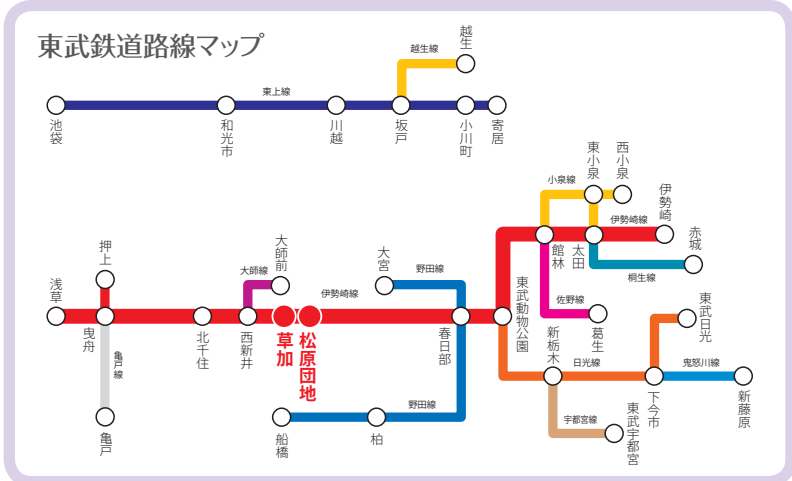 東武鉄道路線マップ
越生
越生線
東上線
池袋
和光市
川越
坂戸
小川町
寄居
東小泉
西小泉
小泉線
伊勢崎
伊勢崎線
赤城
館林
太田
桐生線
押上
大師前
大宮
浅草
大師線
野田線
伊勢崎線
東武動物公園
佐野線
葛生
東武日光
曳舟
北千住
西新井
草加
松原団地
春日部
新栃木
亀戸線
日光線
鬼怒川線
下今市
新藤原
亀戸
船橋
柏
野田線
宇都宮線
東武宇都宮